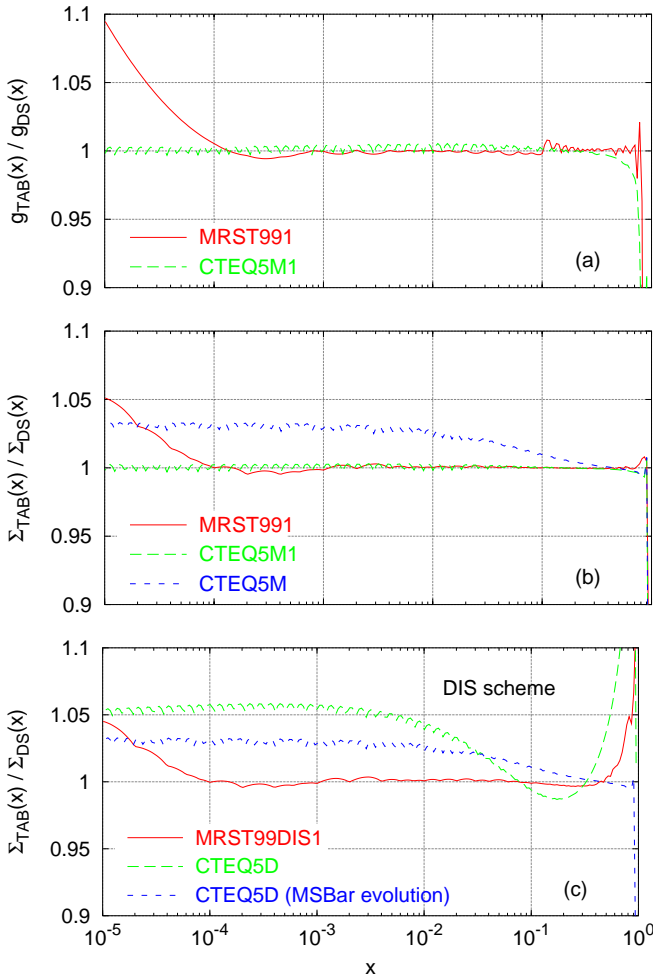 1.1
1.05
1
0.95
0.9
g_TAB(x) / g_DS(x)
MRST991
CTEQ5M1
(a)
1.1
1.05
1
0.95
0.9
Σ_TAB(x) / Σ_DS(x)
MRST991
CTEQ5M1
CTEQ5M
(b)
1.1
1.05
1
0.95
0.9
Σ_TAB(x) / Σ_DS(x)
DIS scheme
MRST99DIS1
CTEQ5D
CTEQ5D (MSBar evolution)
(c)
10^-5 10^-4 10^-3 10^-2 10^-1 10^0
x